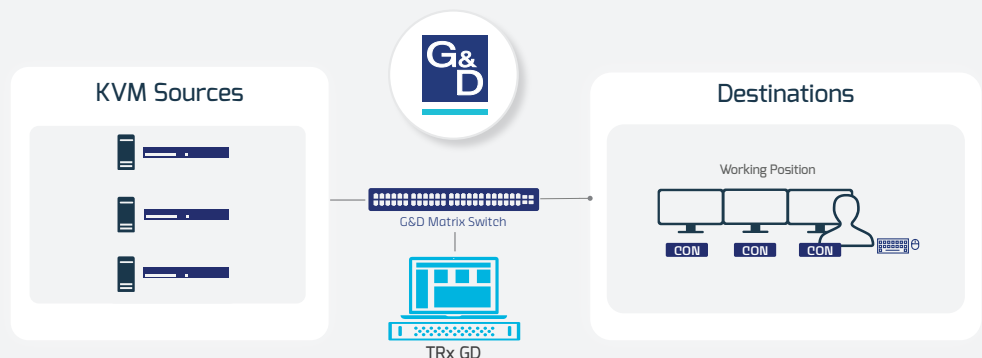 G&
D
KVM Sources
Destinations
Working Position
G&D Matrix Switch
CON
CON
CON
TRx GD